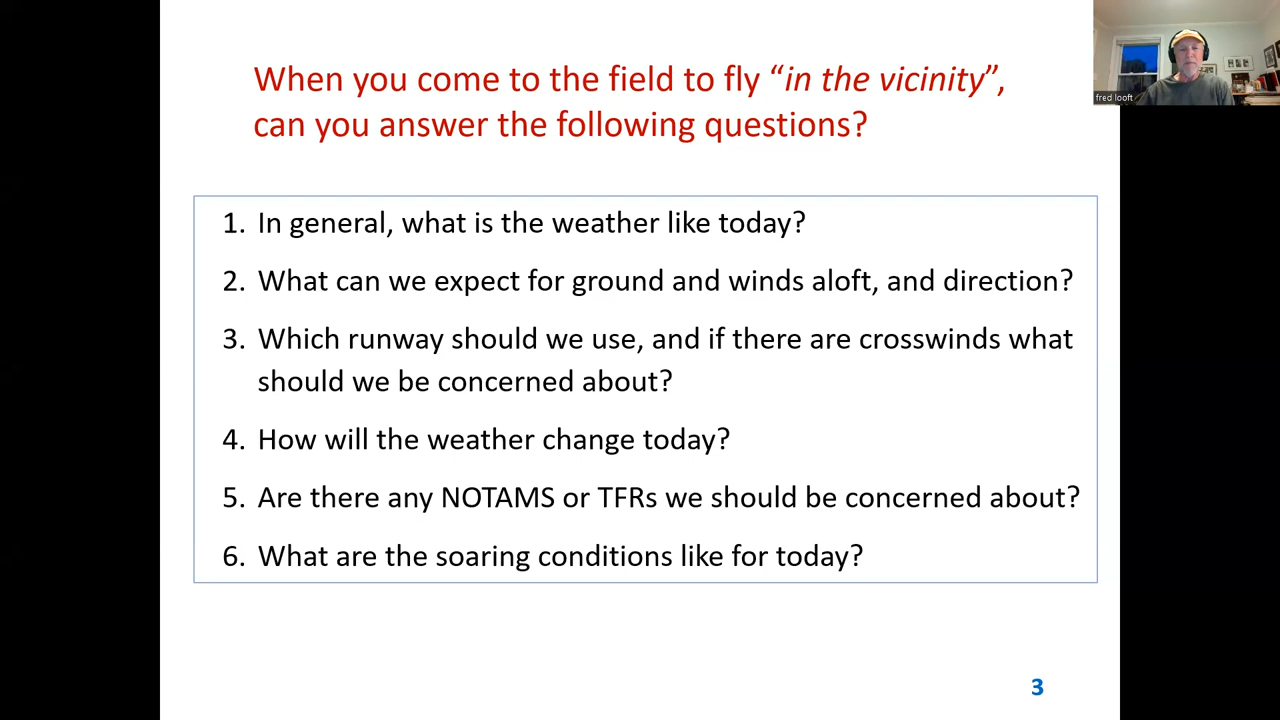 When you come to the field to fly “in the vicinity”,
can you answer the following questions?
fred looft
1. In general, what is the weather like today?
2. What can we expect for ground and winds aloft, and direction?
3. Which runway should we use, and if there are crosswinds what
should we be concerned about?
4. How will the weather change today?
5. Are there any NOTAMS or TFRs we should be concerned about?
6. What are the soaring conditions like for today?
3